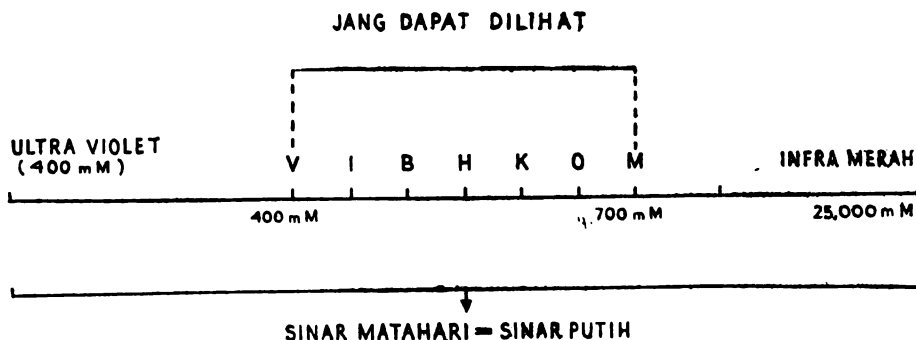 JANG DAPAT DILIHAT
ULTRA VIOLET
(400 mM)
V I B H K O M
INFRA MERAH
400 mM
700 mM
25,000 mM
SINAR MATAHARI = SINAR PUTIH